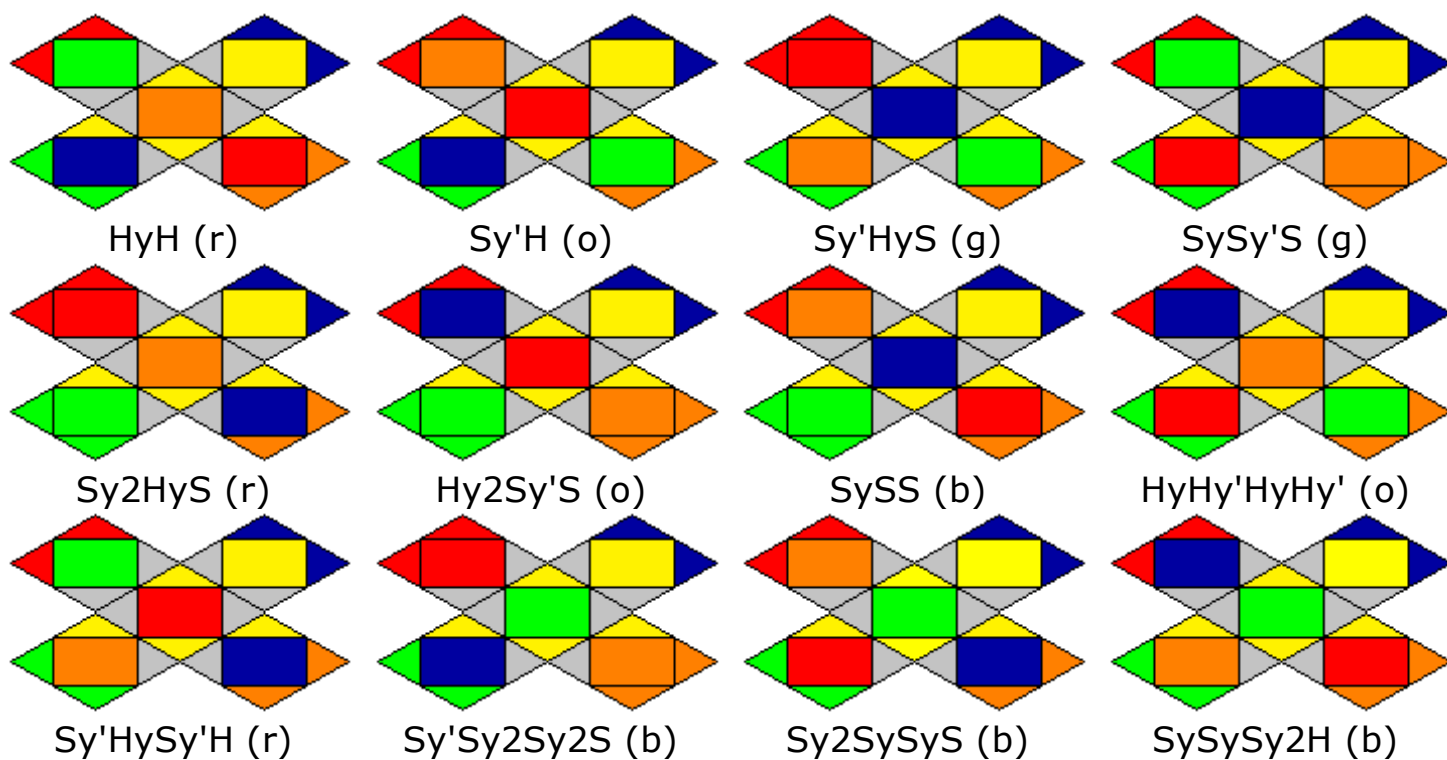 HyH (r) Sy'H (o) Sy'HyS (g) SySy'S (g)
Sy2HyS (r) Hy2Sy'S (o) SySS (b) HyHy'HyHy' (o)
Sy'HySy'H (r) Sy'Sy2Sy2S (b) Sy2SySyS (b) SySySy2H (b)